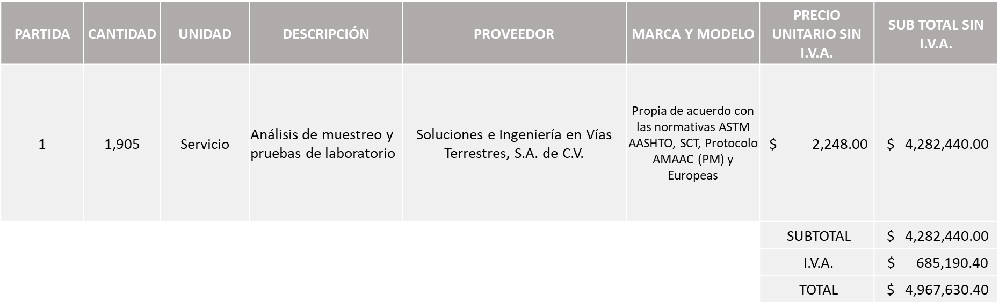 PARTIDA CANTIDAD UNIDAD DESCRIPCIÓN PROVEEDOR MARCA Y MODELO PRECIO UNITARIO SIN I.V.A. SUB TOTAL SIN I.V.A.
1
1,905
Servicio
Análisis de muestreo y
pruebas de laboratorio
Soluciones e Ingeniería en Vías
Terrestres, S.A. de C.V.
Propia de acuerdo con
las normativas ASTM
AASHTO, SCT, Protocolo
AMAAC (PM) y
Europeas
$ 2,248.00
$ 4,282,440.00
SUBTOTAL $ 4,282,440.00
I.V.A. $ 685,190.40
TOTAL $ 4,967,630.40